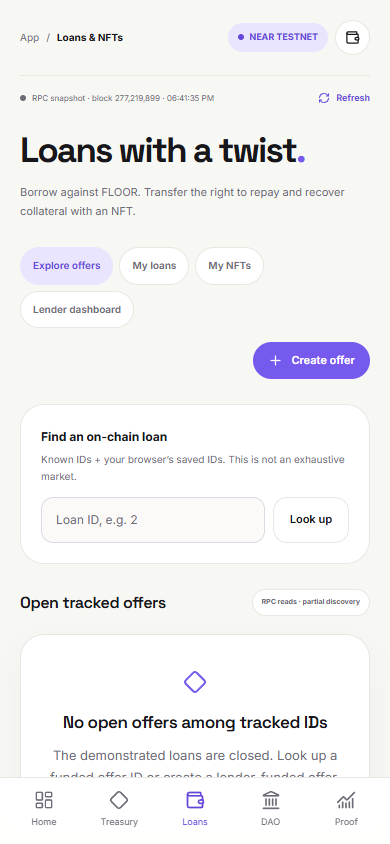 App / Loans & NFTs
NEAR TESTNET
RPC snapshot · block 277,219,899 · 06:41:35 PM
Refresh
Loans with a twist.
Borrow against FLOOR. Transfer the right to repay and recover
collateral with an NFT.
Explore offers
My loans
My NFTs
Lender dashboard
Create offer
Find an on-chain loan
Known IDs + your browser's saved IDs. This is not an exhaustive
market.
Loan ID, e.g. 2
Look up
Open tracked offers
RPC reads · partial discovery
No open offers among tracked IDs
The demonstrated loans are closed. Look up a
funded offer ID or create a lender-funded offer
Home
Treasury
Loans
DAO
Proof